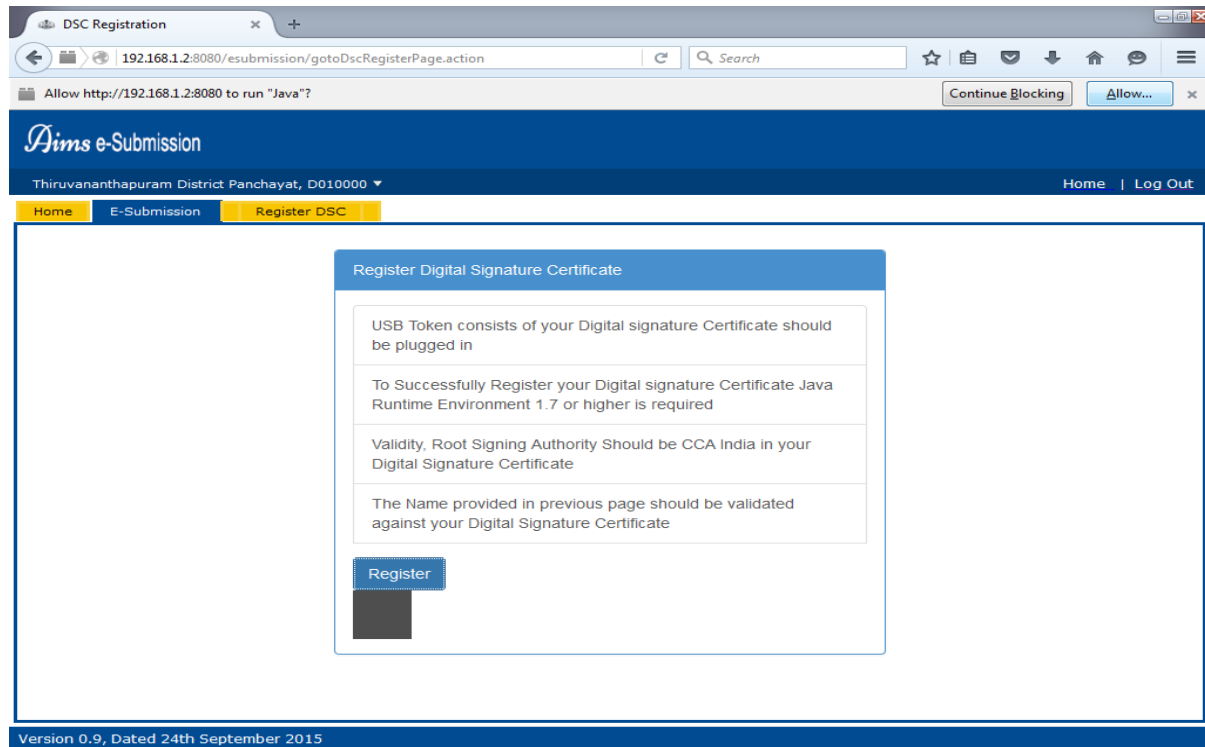 DSC Registration
192.168.1.2:8080/esubmission/gotoDscRegisterPage.action
Search
Allow http://192.168.1.2:8080 to run "Java"?
Continue Blocking
Allow...
Aims e-Submission
Thiruvananthapuram District Panchayat, D010000
Home | Log Out
Home
E-Submission
Register DSC
Register Digital Signature Certificate
USB Token consists of your Digital signature Certificate should
be plugged in
To Successfully Register your Digital signature Certificate Java
Runtime Environment 1.7 or higher is required
Validity, Root Signing Authority Should be CCA India in your
Digital Signature Certificate
The Name provided in previous page should be validated
against your Digital Signature Certificate
Register
Version 0.9, Dated 24th September 2015